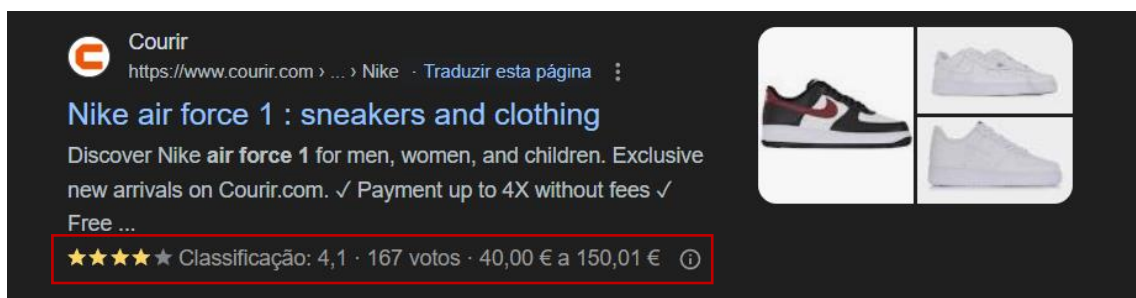 Courir
https://www.courir.com › ... › Nike · Traduzir esta página
Nike air force 1 : sneakers and clothing
Discover Nike air force 1 for men, women, and children. Exclusive
new arrivals on Courir.com. ✓ Payment up to 4X without fees ✓
Free ...
Classificação: 4,1 · 167 votos · 40,00 € a 150,01 €